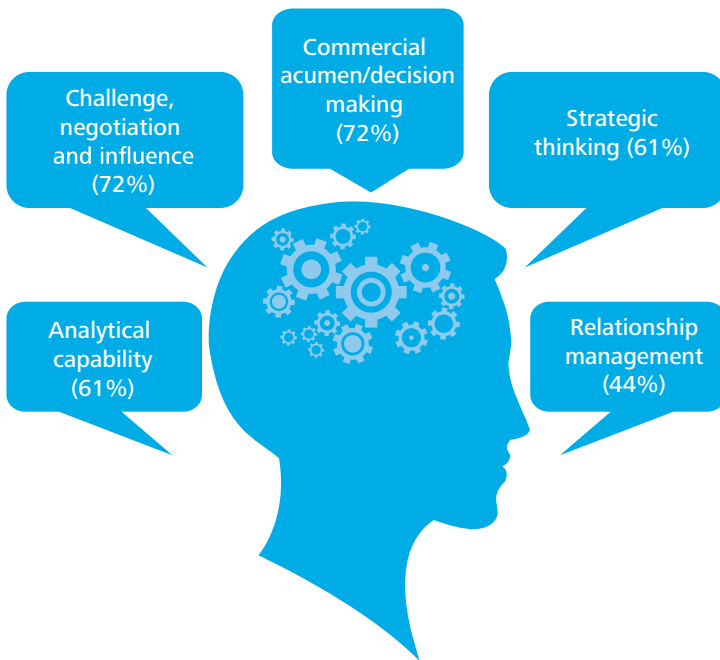 Commercial
acumen/decision
making
(72%)
Challenge,
negotiation
and influence
(72%)
Strategic
thinking (61%)
Analytical
capability
(61%)
Relationship
management
(44%)